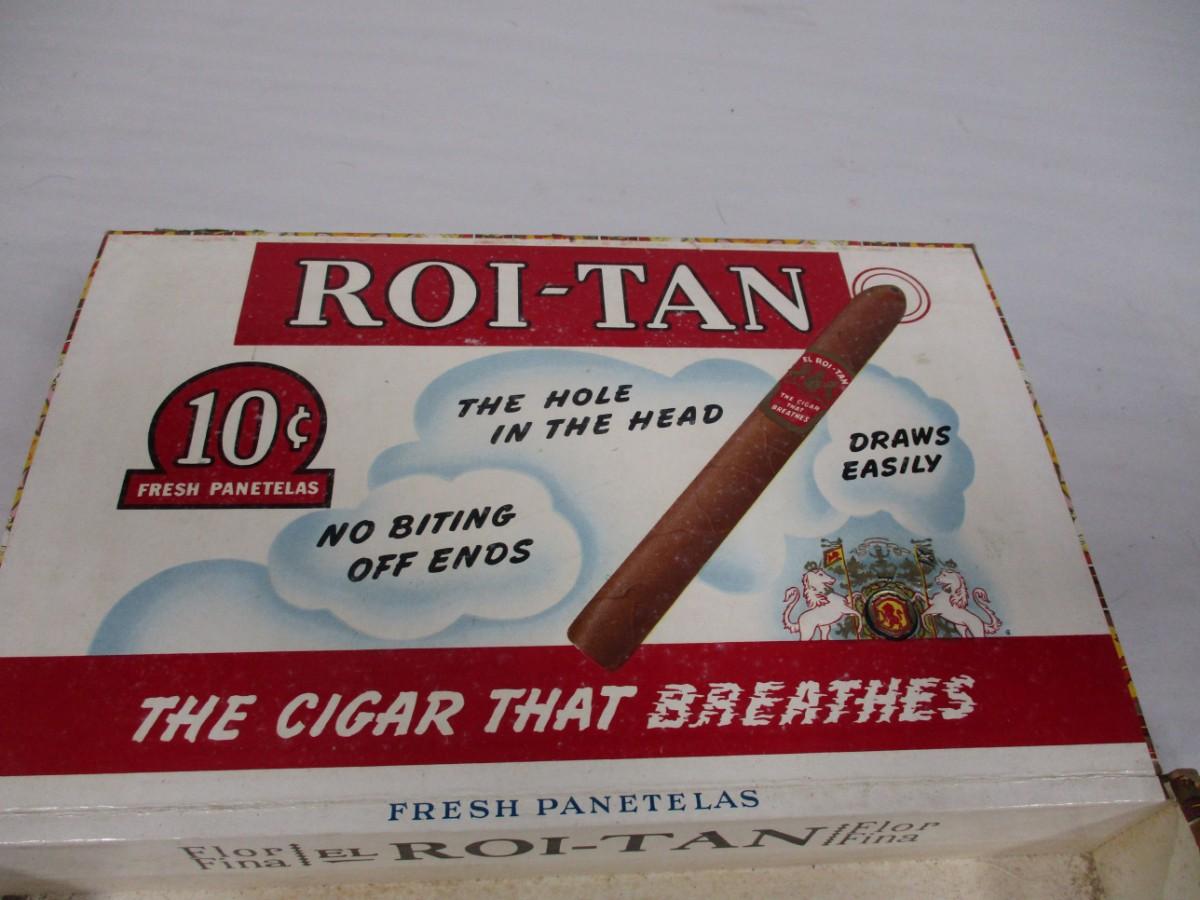 ROI-TAN
EL ROI-TAN
THE CIGAR
THAT
BREATHES
10¢
FRESH PANETELAS
THE HOLE
IN THE HEAD
DRAWS
EASILY
NO BITING
OFF ENDS
THE CIGAR THAT BREATHES
FRESH PANETELAS
Flor
Fina
EL ROI-TAN
Flor
Fina